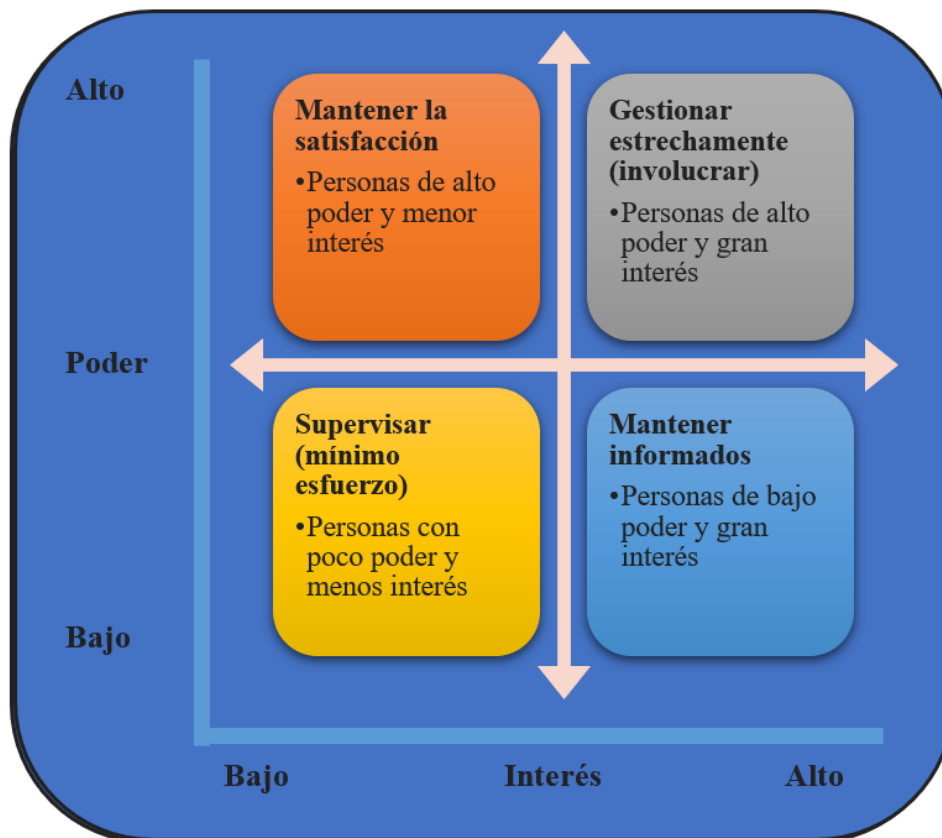 Alto
Mantener la
satisfacción
•Personas de alto
poder y menor
interés
Gestionar
estrechamente
(involucrar)
•Personas de alto
poder y gran
interés
Poder
Supervisar
(mínimo
esfuerzo)
•Personas con
poco poder y
menos interés
Mantener
informados
•Personas de bajo
poder y gran
interés
Bajo
Bajo
Interés
Alto